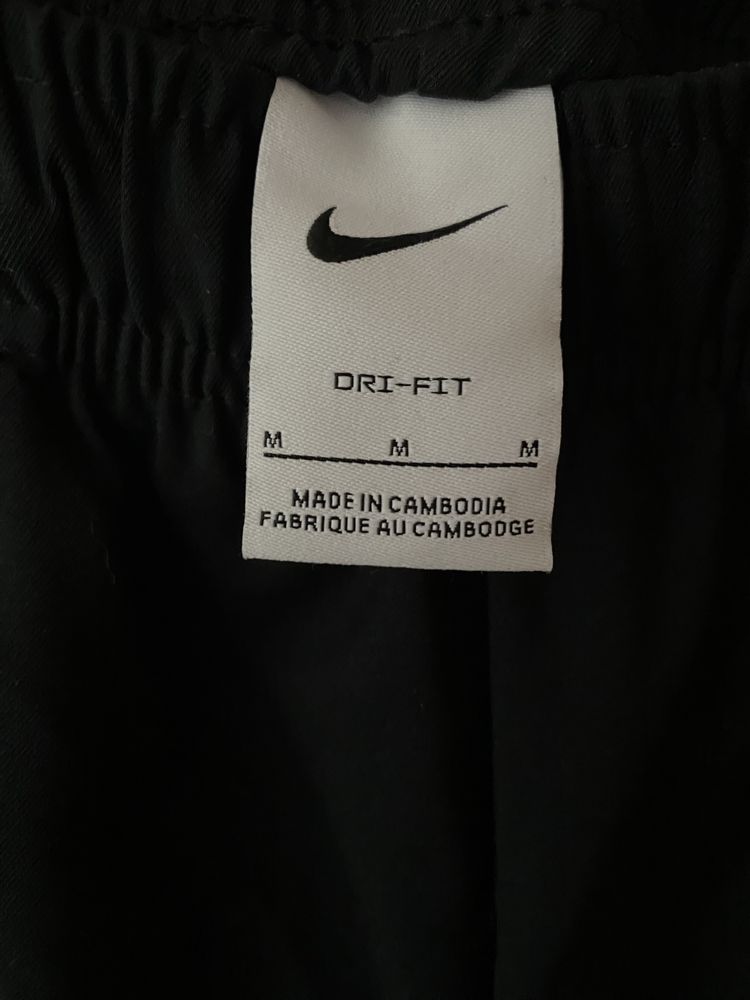 DRI-FIT
M M M
MADE IN CAMBODIA
FABRIQUE AU CAMBODGE